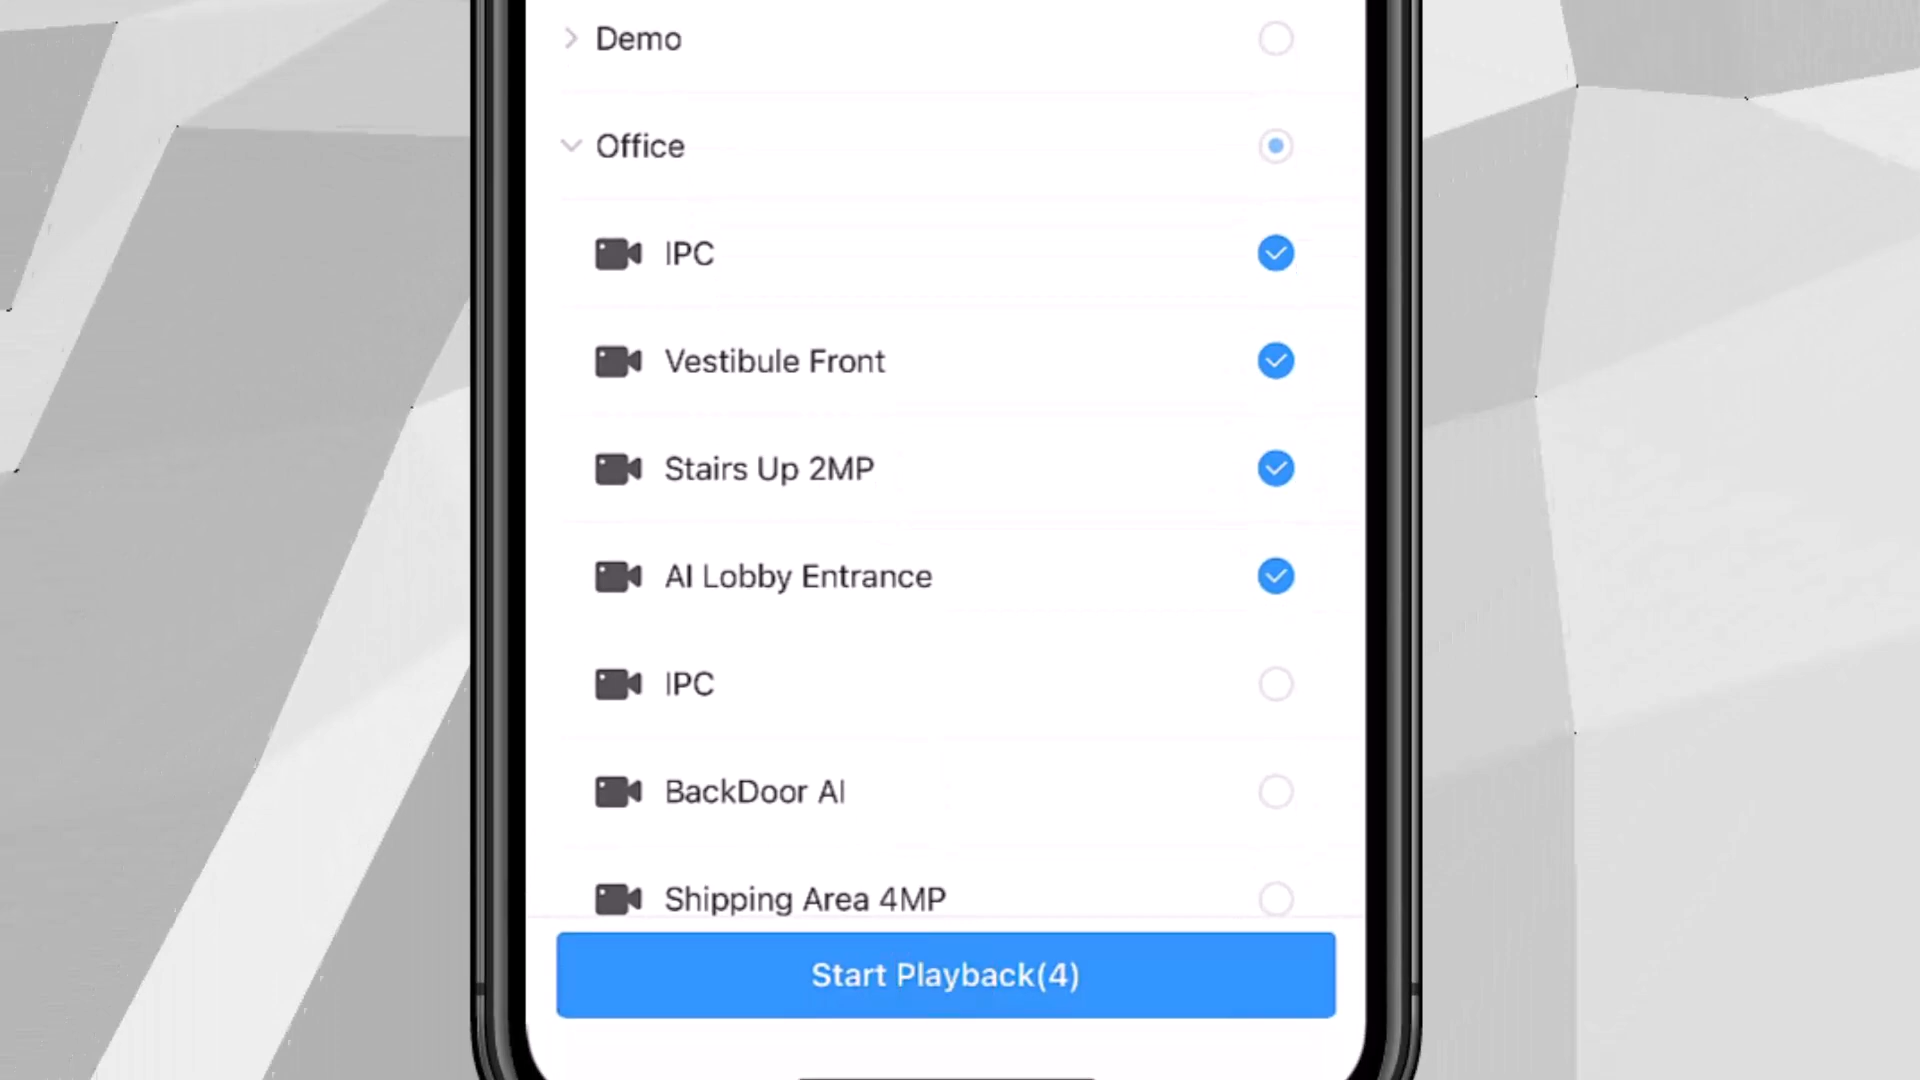 Demo
Office
IPC
Vestibule Front
Stairs Up 2MP
AI Lobby Entrance
IPC
BackDoor AI
Shipping Area 4MP
Start Playback(4)